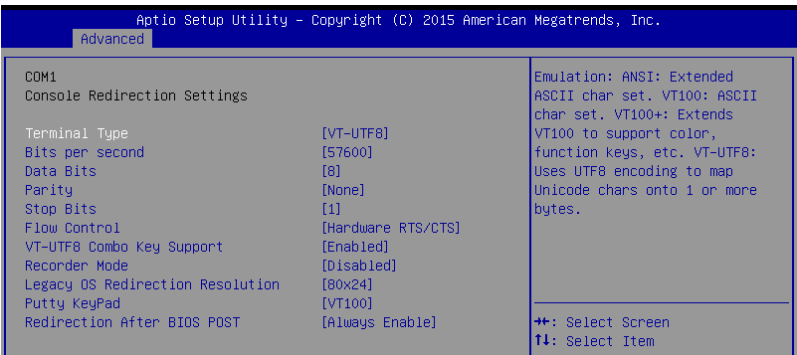 Aptio Setup Utility – Copyright (C) 2015 American Megatrends, Inc.
Advanced
COM1
Console Redirection Settings
Terminal Type [VT-UTF8]
Bits per second [57600]
Data Bits [8]
Parity [None]
Stop Bits [1]
Flow Control [Hardware RTS/CTS]
VT-UTF8 Combo Key Support [Enabled]
Recorder Mode [Disabled]
Legacy OS Redirection Resolution [80x24]
Putty KeyPad [VT100]
Redirection After BIOS POST [Always Enable]
Emulation: ANSI: Extended
ASCII char set. VT100: ASCII
char set. VT100+: Extends
VT100 to support color,
function keys, etc. VT-UTF8:
Uses UTF8 encoding to map
Unicode chars onto 1 or more
bytes.
→←: Select Screen
↑↓: Select Item